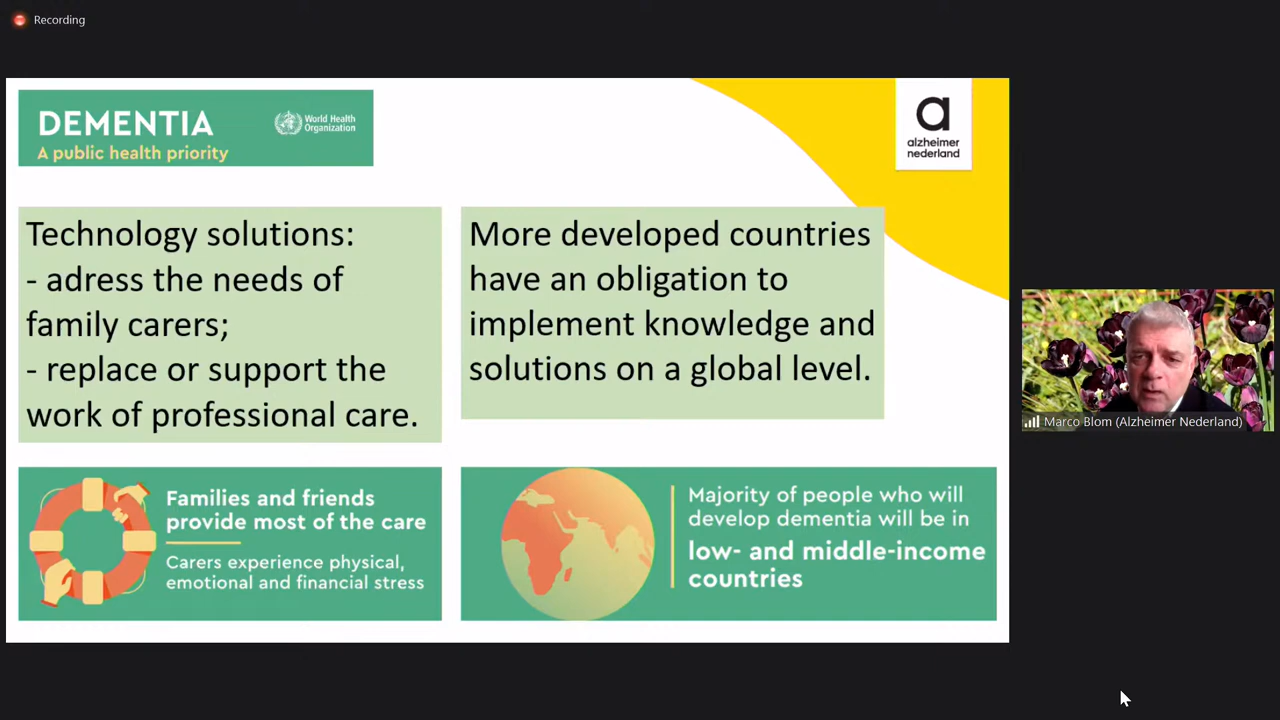 Recording
DEMENTIA
A public health priority
World Health
Organization
a
alzheimer
nederland
Technology solutions:
- adress the needs of
family carers;
- replace or support the
work of professional care.
More developed countries
have an obligation to
implement knowledge and
solutions on a global level.
Families and friends
provide most of the care
Carers experience physical,
emotional and financial stress
Majority of people who will
develop dementia will be in
low- and middle-income
countries
Marco Blom (Alzheimer Nederland)